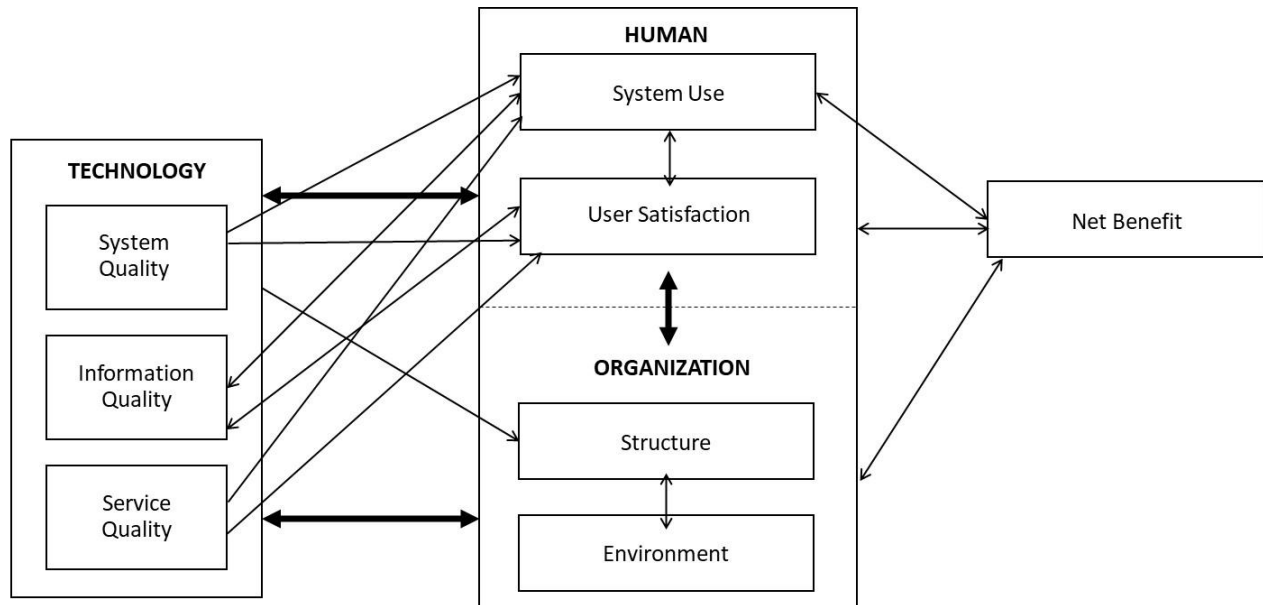 TECHNOLOGY
System
Quality
Information
Quality
Service
Quality
HUMAN
System Use
User Satisfaction
ORGANIZATION
Structure
Environment
Net Benefit